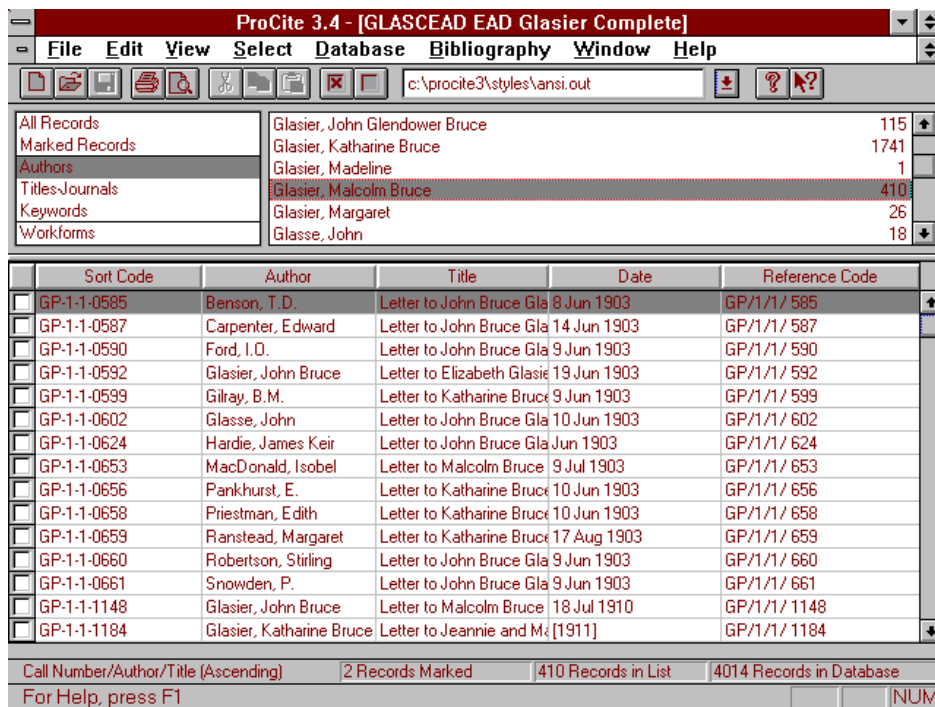 ProCite 3.4 - [GLASCEAD EAD Glasier Complete]
File Edit View Select Database Bibliography Window Help
c:\procite3\styles\ansi.out
All Records
Marked Records
Authors
Titles-Journals
Keywords
Workforms
Glasier, John Glendower Bruce 115
Glasier, Katharine Bruce 1741
Glasier, Madeline 1
Glasier, Malcolm Bruce 410
Glasier, Margaret 26
Glasse, John 18
Sort Code Author Title Date Reference Code
GP-1-1-0585 Benson, T.D. Letter to John Bruce Gla 8 Jun 1903 GP/1/1/ 585
GP-1-1-0587 Carpenter, Edward Letter to John Bruce Gla 14 Jun 1903 GP/1/1/ 587
GP-1-1-0590 Ford, I.O. Letter to John Bruce Gla 9 Jun 1903 GP/1/1/ 590
GP-1-1-0592 Glasier, John Bruce Letter to Elizabeth Glasie 19 Jun 1903 GP/1/1/ 592
GP-1-1-0599 Gilray, B.M. Letter to Katharine Bruce 9 Jun 1903 GP/1/1/ 599
GP-1-1-0602 Glasse, John Letter to John Bruce Gla 10 Jun 1903 GP/1/1/ 602
GP-1-1-0624 Hardie, James Keir Letter to John Bruce Gla Jun 1903 GP/1/1/ 624
GP-1-1-0653 MacDonald, Isobel Letter to Malcolm Bruce 9 Jul 1903 GP/1/1/ 653
GP-1-1-0656 Pankhurst, E. Letter to Katharine Bruce 10 Jun 1903 GP/1/1/ 656
GP-1-1-0658 Priestman, Edith Letter to Katharine Bruce 10 Jun 1903 GP/1/1/ 658
GP-1-1-0659 Ranstead, Margaret Letter to Katharine Bruce 17 Aug 1903 GP/1/1/ 659
GP-1-1-0660 Robertson, Stirling Letter to John Bruce Gla 9 Jun 1903 GP/1/1/ 660
GP-1-1-0661 Snowden, P. Letter to John Bruce Gla 9 Jun 1903 GP/1/1/ 661
GP-1-1-1148 Glasier, John Bruce Letter to Malcolm Bruce 18 Jul 1910 GP/1/1/ 1148
GP-1-1-1184 Glasier, Katharine Bruce Letter to Jeannie and Ma [1911] GP/1/1/ 1184
Call Number/Author/Title (Ascending) 2 Records Marked 410 Records in List 4014 Records in Database
For Help, press F1 NUM